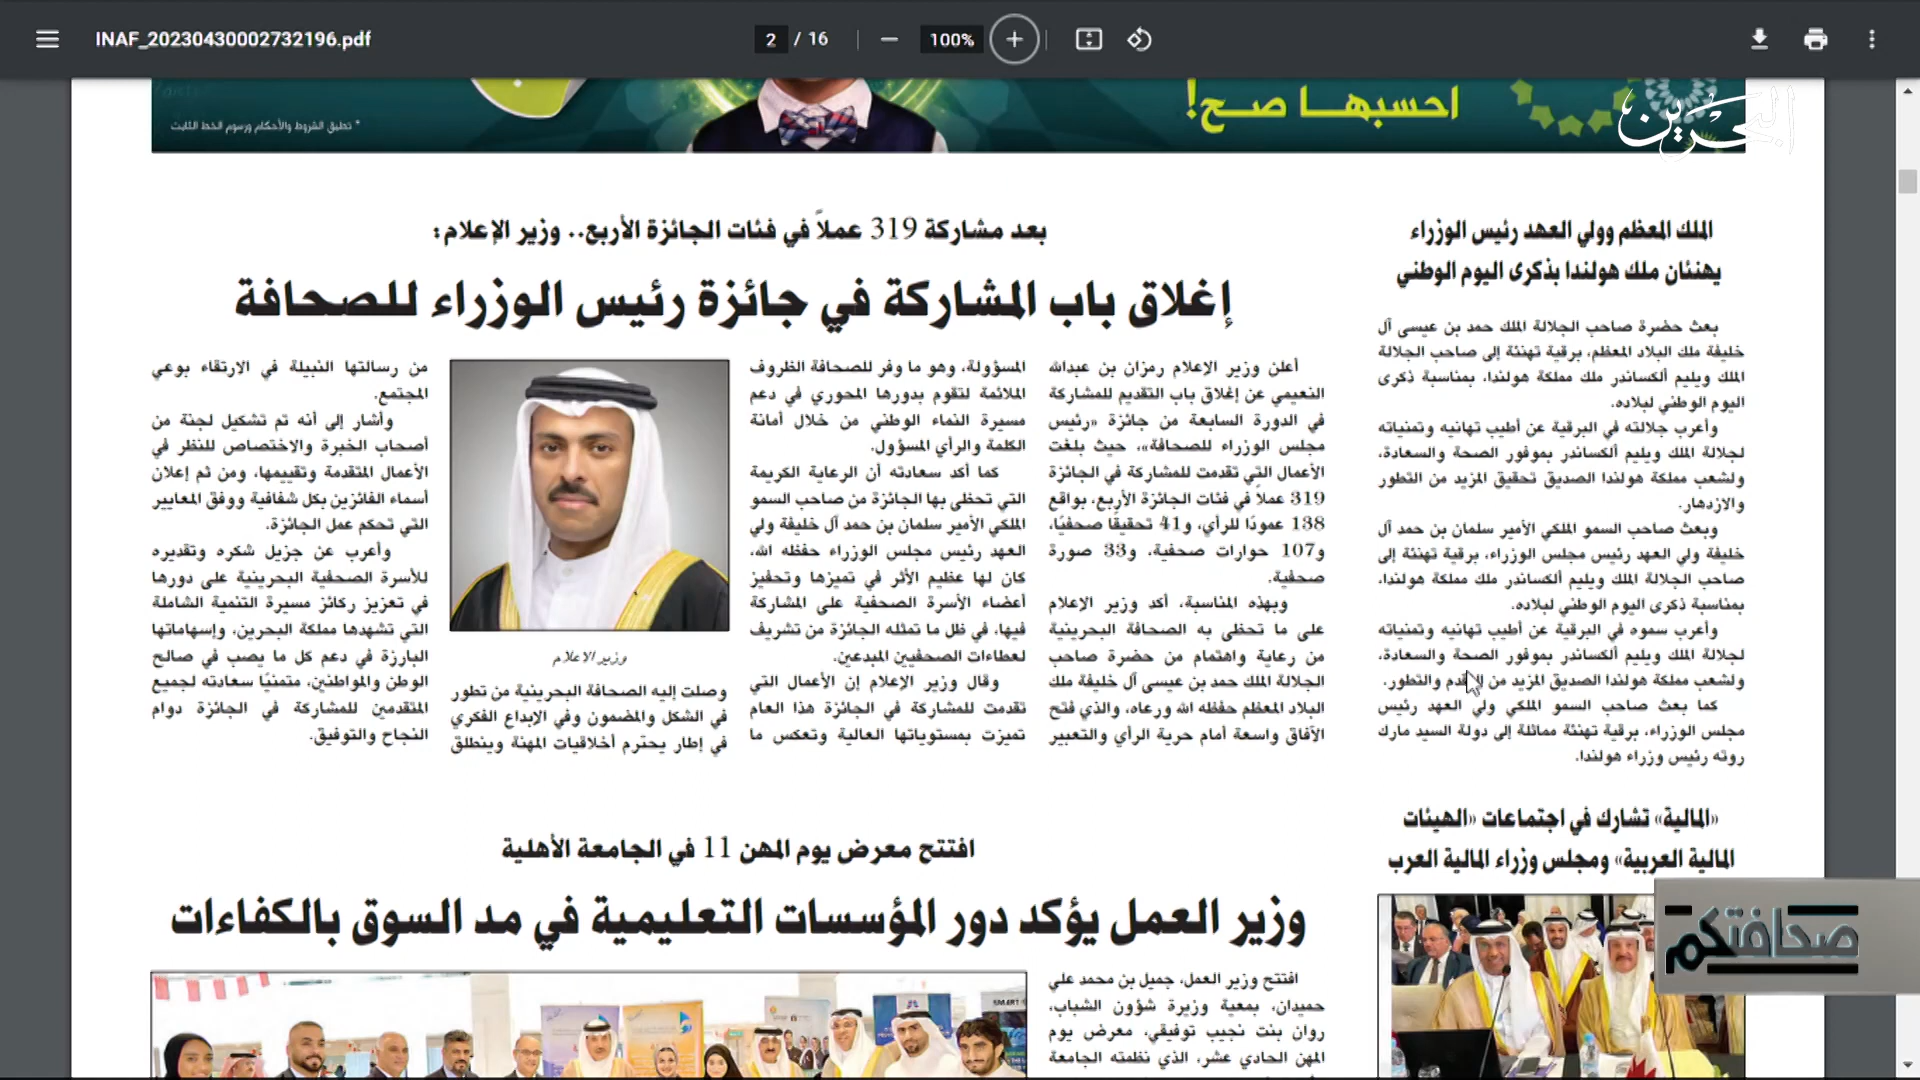 INAF_20230430002732196.pdf
2 / 16
100%
احسبهـا صـح!
* تطبق الشروط والأحكام ورسوم الخط الثابت
البحرين
الملك المعظم وولي العهد رئيس الوزراء
يهنئان ملك هولندا بذكرى اليوم الوطني
بعث حضرة صاحب الجلالة الملك حمد بن عيسى آل
خليفة ملك البلاد المعظم، برقية تهنئة إلى صاحب الجلالة
الملك ويليم ألكساندر ملك مملكة هولندا، بمناسبة ذكرى
اليوم الوطني لبلاده.
وأعرب جلالته في البرقية عن أطيب تهانيه وتمنياته
لجلالة الملك ويليم ألكساندر بموفور الصحة والسعادة،
ولشعب مملكة هولندا الصديق تحقيق المزيد من التطور
والازدهار.
وبعث صاحب السمو الملكي الأمير سلمان بن حمد آل
خليفة ولي العهد رئيس مجلس الوزراء، برقية تهنئة إلى
صاحب الجلالة الملك ويليم ألكساندر ملك مملكة هولندا،
بمناسبة ذكرى اليوم الوطني لبلاده.
وأعرب سموه في البرقية عن أطيب تهانيه وتمنياته
لجلالة الملك ويليم ألكساندر بموفور الصحة والسعادة،
ولشعب مملكة هولندا الصديق المزيد من التقدم والتطور.
كما بعث صاحب السمو الملكي ولي العهد رئيس
مجلس الوزراء، برقية تهنئة مماثلة إلى دولة السيد مارك
روته رئيس وزراء هولندا.
«المالية» تشارك في اجتماعات «الهيئات
المالية العربية» ومجلس وزراء المالية العرب
بعد مشاركة 319 عملاً في فئات الجائزة الأربع.. وزير الإعلام:
إغلاق باب المشاركة في جائزة رئيس الوزراء للصحافة
أعلن وزير الإعلام رمزان بن عبدالله
النعيمي عن إغلاق باب التقديم للمشاركة
في الدورة السابعة من جائزة «رئيس
مجلس الوزراء للصحافة»، حيث بلغت
الأعمال التي تقدمت للمشاركة في الجائزة
319 عملاً في فئات الجائزة الأربع، بواقع
138 عمودًا للرأي، و41 تحقيقًا صحفيًا،
و107 حوارات صحفية، و33 صورة
صحفية.
وبهذه المناسبة، أكد وزير الإعلام
على ما تحظى به الصحافة البحرينية
من رعاية واهتمام من حضرة صاحب
الجلالة الملك حمد بن عيسى آل خليفة ملك
البلاد المعظم حفظه الله ورعاه، والذي فتح
الآفاق واسعة أمام حرية الرأي والتعبير
المسؤولة، وهو ما وفر للصحافة الظروف
الملائمة لتقوم بدورها المحوري في دعم
مسيرة النماء الوطني من خلال أمانة
الكلمة والرأي المسؤول.
كما أكد سعادته أن الرعاية الكريمة
التي تحظى بها الجائزة من صاحب السمو
الملكي الأمير سلمان بن حمد آل خليفة ولي
العهد رئيس مجلس الوزراء حفظه الله،
كان لها عظيم الأثر في تميزها وتحفيز
أعضاء الأسرة الصحفية على المشاركة
فيها، في ظل ما تمثله الجائزة من تشريف
لعطاءات الصحفيين المبدعين.
وقال وزير الإعلام إن الأعمال التي
تقدمت للمشاركة في الجائزة هذا العام
تميزت بمستوياتها العالية وتعكس ما
وزير الاعلام
وصلت إليه الصحافة البحرينية من تطور
في الشكل والمضمون وفي الإبداع الفكري
في إطار يحترم أخلاقيات المهنة وينطلق
من رسالتها النبيلة في الارتقاء بوعي
المجتمع.
وأشار إلى أنه تم تشكيل لجنة من
أصحاب الخبرة والاختصاص للنظر في
الأعمال المتقدمة وتقييمها، ومن ثم إعلان
أسماء الفائزين بكل شفافية ووفق المعايير
التي تحكم عمل الجائزة.
وأعرب عن جزيل شكره وتقديره
للأسرة الصحفية البحرينية على دورها
في تعزيز ركائز مسيرة التنمية الشاملة
التي تشهدها مملكة البحرين، وإسهاماتها
البارزة في دعم كل ما يصب في صالح
الوطن والمواطنين، متمنيًا سعادته لجميع
المتقدمين للمشاركة في الجائزة دوام
النجاح والتوفيق.
افتتح معرض يوم المهن 11 في الجامعة الأهلية
وزير العمل يؤكد دور المؤسسات التعليمية في مد السوق بالكفاءات
افتتح وزير العمل، جميل بن محمد علي
حميدان، بمعية وزيرة شؤون الشباب،
روان بنت نجيب توفيقي، معرض يوم
المهن الحادي عشر، الذي نظمته الجامعة
صحافتكم